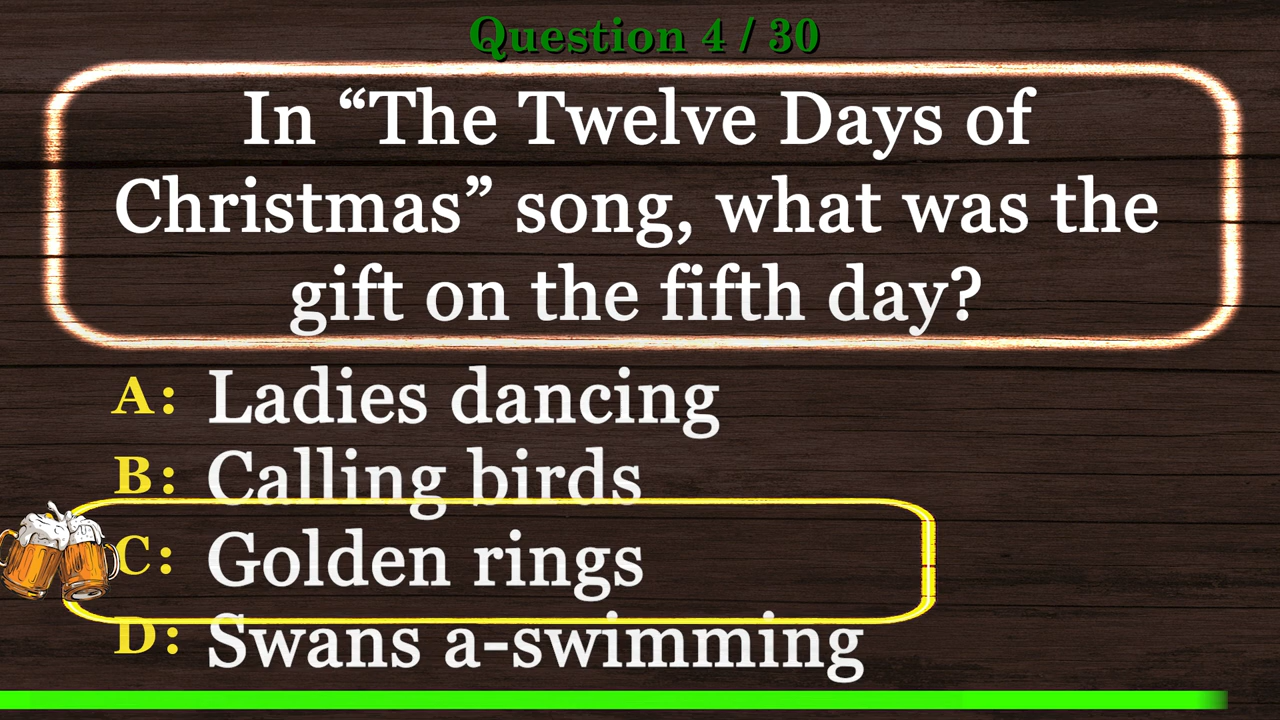 Question 4 / 30
In “The Twelve Days of
Christmas” song, what was the
gift on the fifth day?
A: Ladies dancing
B: Calling birds
C: Golden rings
D: Swans a-swimming